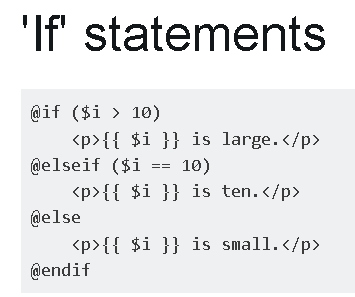 'If' statements
@if ($i > 10)
    <p>{{ $i }} is large.</p>
@elseif ($i == 10)
    <p>{{ $i }} is ten.</p>
@else
    <p>{{ $i }} is small.</p>
@endif